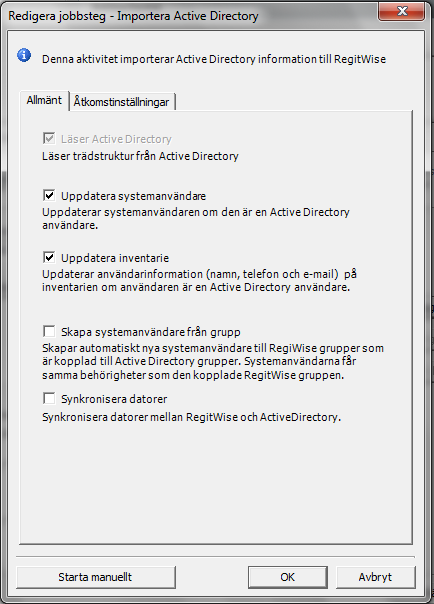 Redigera jobbsteg - Importera Active Directory
Denna aktivitet importerar Active Directory information till RegitWise
Allmänt Åtkomstinställningar
Läser Active Directory
Läser trädstruktur från Active Directory
Uppdatera systemanvändare
Uppdaterar systemanvändaren om den är en Active Directory
användare.
Uppdatera inventarie
Updaterar användarinformation (namn, telefon och e-mail) på
inventarien om användaren är en Active Directory användare.
Skapa systemanvändare från grupp
Skapar automatiskt nya systemanvändare till RegiWise grupper som
är kopplad till Active Directory grupper. Systemanvändarna får
samma behörigheter som den kopplade RegitWise gruppen.
Synkronisera datorer
Synkronisera datorer mellan RegitWise och ActiveDirectory.
Starta manuellt OK Avbryt